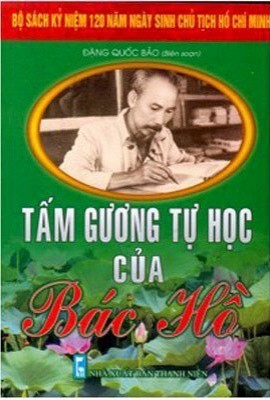 BỘ SÁCH KỶ NIỆM 120 NĂM NGÀY SINH CHỦ TỊCH HỒ CHÍ MINH
ĐẶNG QUỐC BẢO (Biên soạn)
TẤM GƯƠNG TỰ HỌC
CỦA
Bác Hồ
NHÀ XUẤT BẢN THANH NIÊN